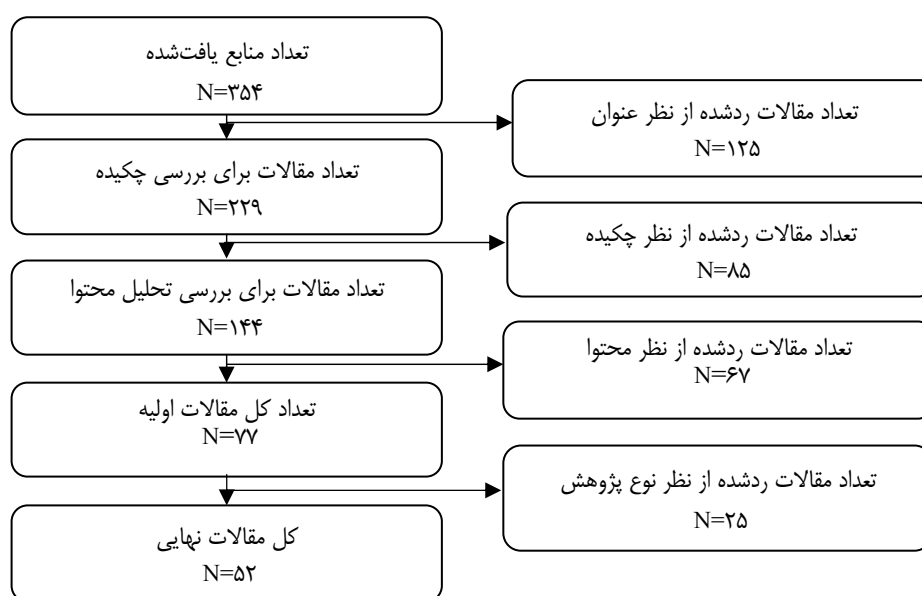 تعداد منابع یافت‌شده
N=۳۵۴
تعداد مقالات ردشده از نظر عنوان
N=۱۲۵
تعداد مقالات برای بررسی چکیده
N=۲۲۹
تعداد مقالات ردشده از نظر چکیده
N=۸۵
تعداد مقالات برای بررسی تحلیل محتوا
N=۱۴۴
تعداد مقالات ردشده از نظر محتوا
N=۶۷
تعداد کل مقالات اولیه
N=۷۷
تعداد مقالات ردشده از نظر نوع پژوهش
N=۲۵
کل مقالات نهایی
N=۵۲